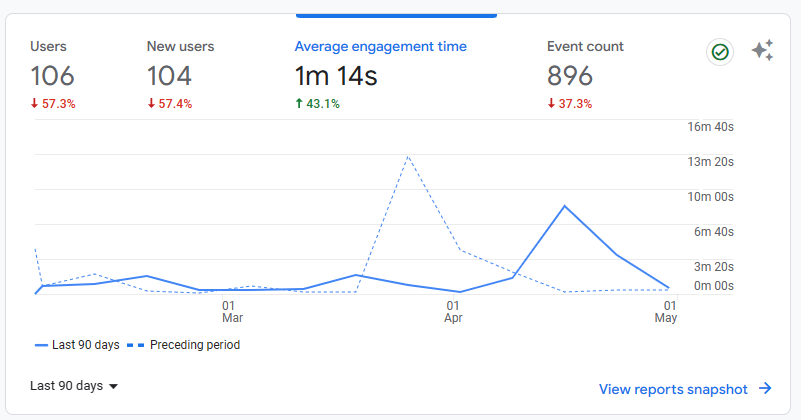 Users
106
57.3%
New users
104
57.4%
Average engagement time
1m 14s
43.1%
Event count
896
37.3%
16m 40s
13m 20s
10m 00s
6m 40s
3m 20s
0m 00s
01
Mar
01
Apr
01
May
Last 90 days
Preceding period
Last 90 days
View reports snapshot